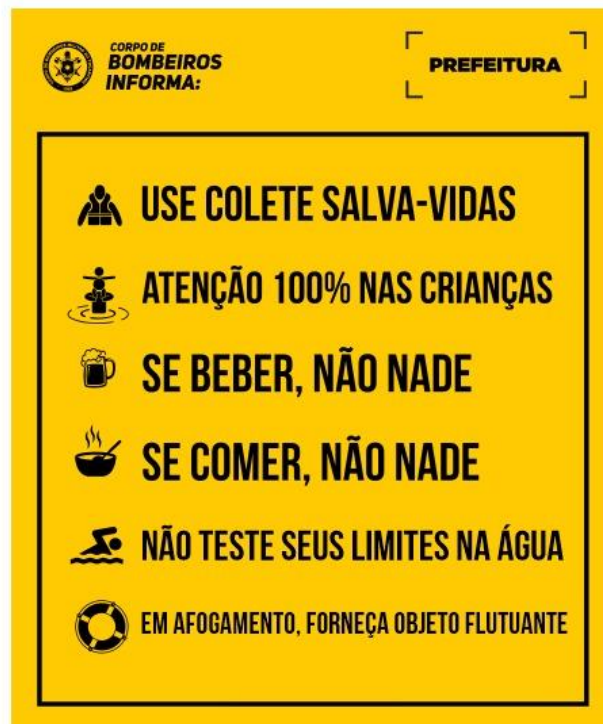 CORPO DE
BOMBEIROS
INFORMA:
PREFEITURA
USE COLETE SALVA-VIDAS
ATENÇÃO 100% NAS CRIANÇAS
SE BEBER, NÃO NADE
SE COMER, NÃO NADE
NÃO TESTE SEUS LIMITES NA ÁGUA
EM AFOGAMENTO, FORNEÇA OBJETO FLUTUANTE